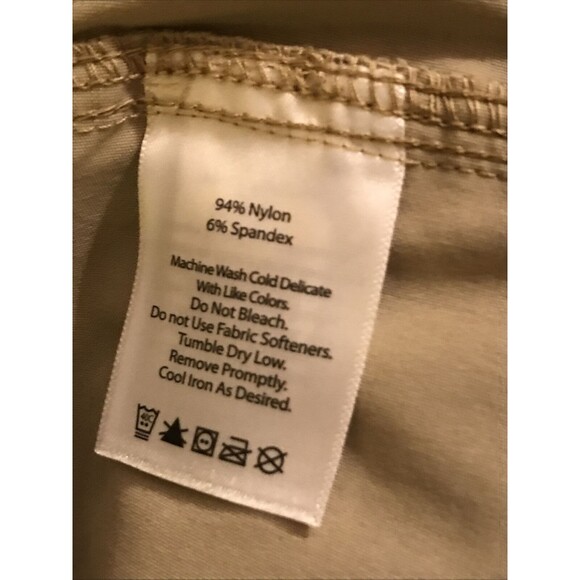 94% Nylon
6% Spandex
Machine Wash Cold Delicate
With Like Colors.
Do Not Bleach.
Do not Use Fabric Softeners.
Tumble Dry Low.
Remove Promptly.
Cool Iron As Desired.